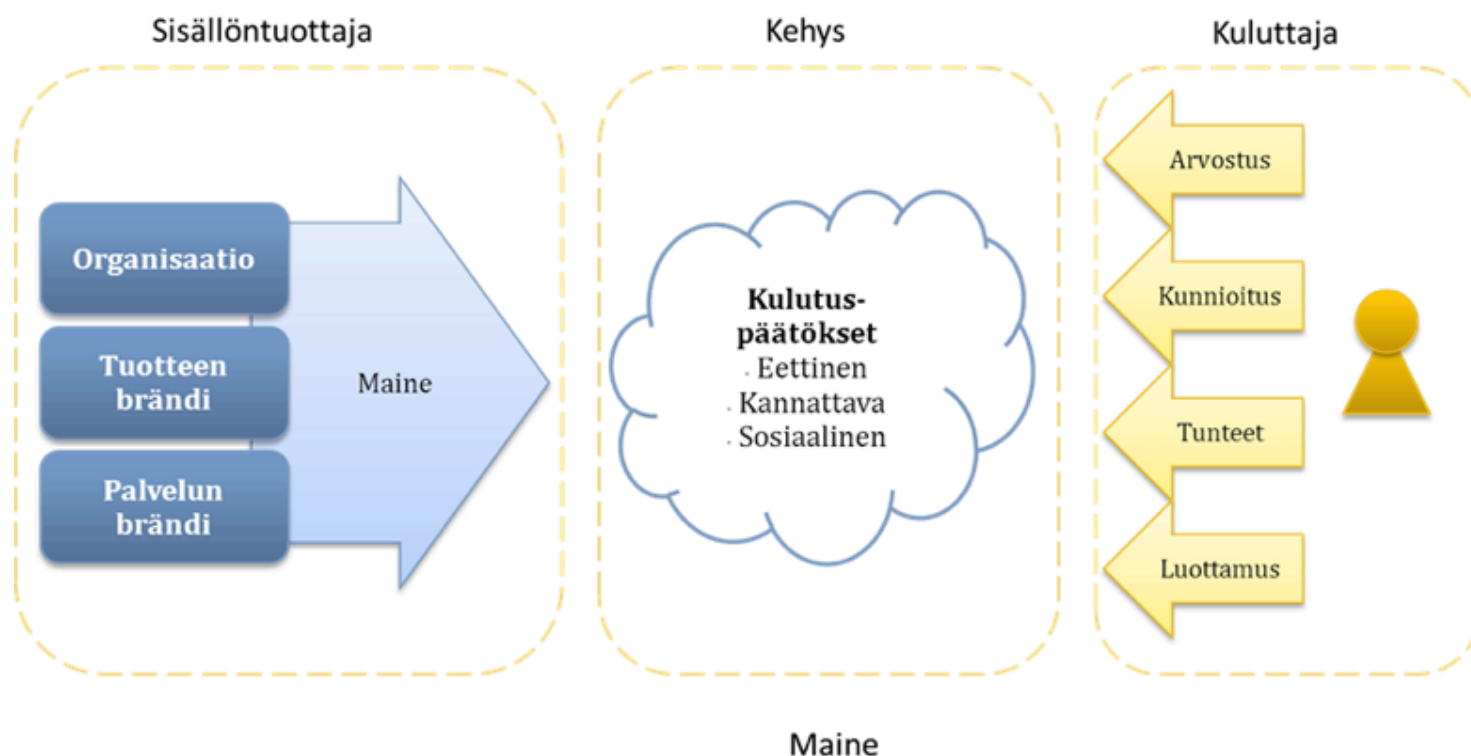 Sisällöntuottaja
Kehys
Kuluttaja
Organisaatio
Tuotteen
brändi
Palvelun
brändi
Maine
Kulutus-
päätökset
. Eettinen
. Kannattava
. Sosiaalinen
Arvostus
Kunnioitus
Tunteet
Luottamus
Maine